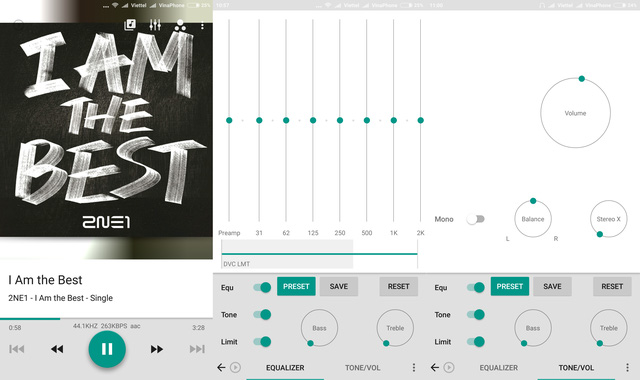 Viettel VinaPhone
I AM
THE
BEST
2NE1
I Am the Best
2NE1 - I Am the Best - Single
0:58 44.1KHZ 263KBPS aac 3:28
Viettel VinaPhone
Preamp 31 62 125 250 500 1K 2K
DVC LMT
Equ PRESET SAVE RESET
Tone
Limit Bass Treble
EQUALIZER TONE/VOL
Viettel VinaPhone
Volume
Mono Balance Stereo X
L R
Equ PRESET SAVE RESET
Tone
Limit Bass Treble
EQUALIZER TONE/VOL